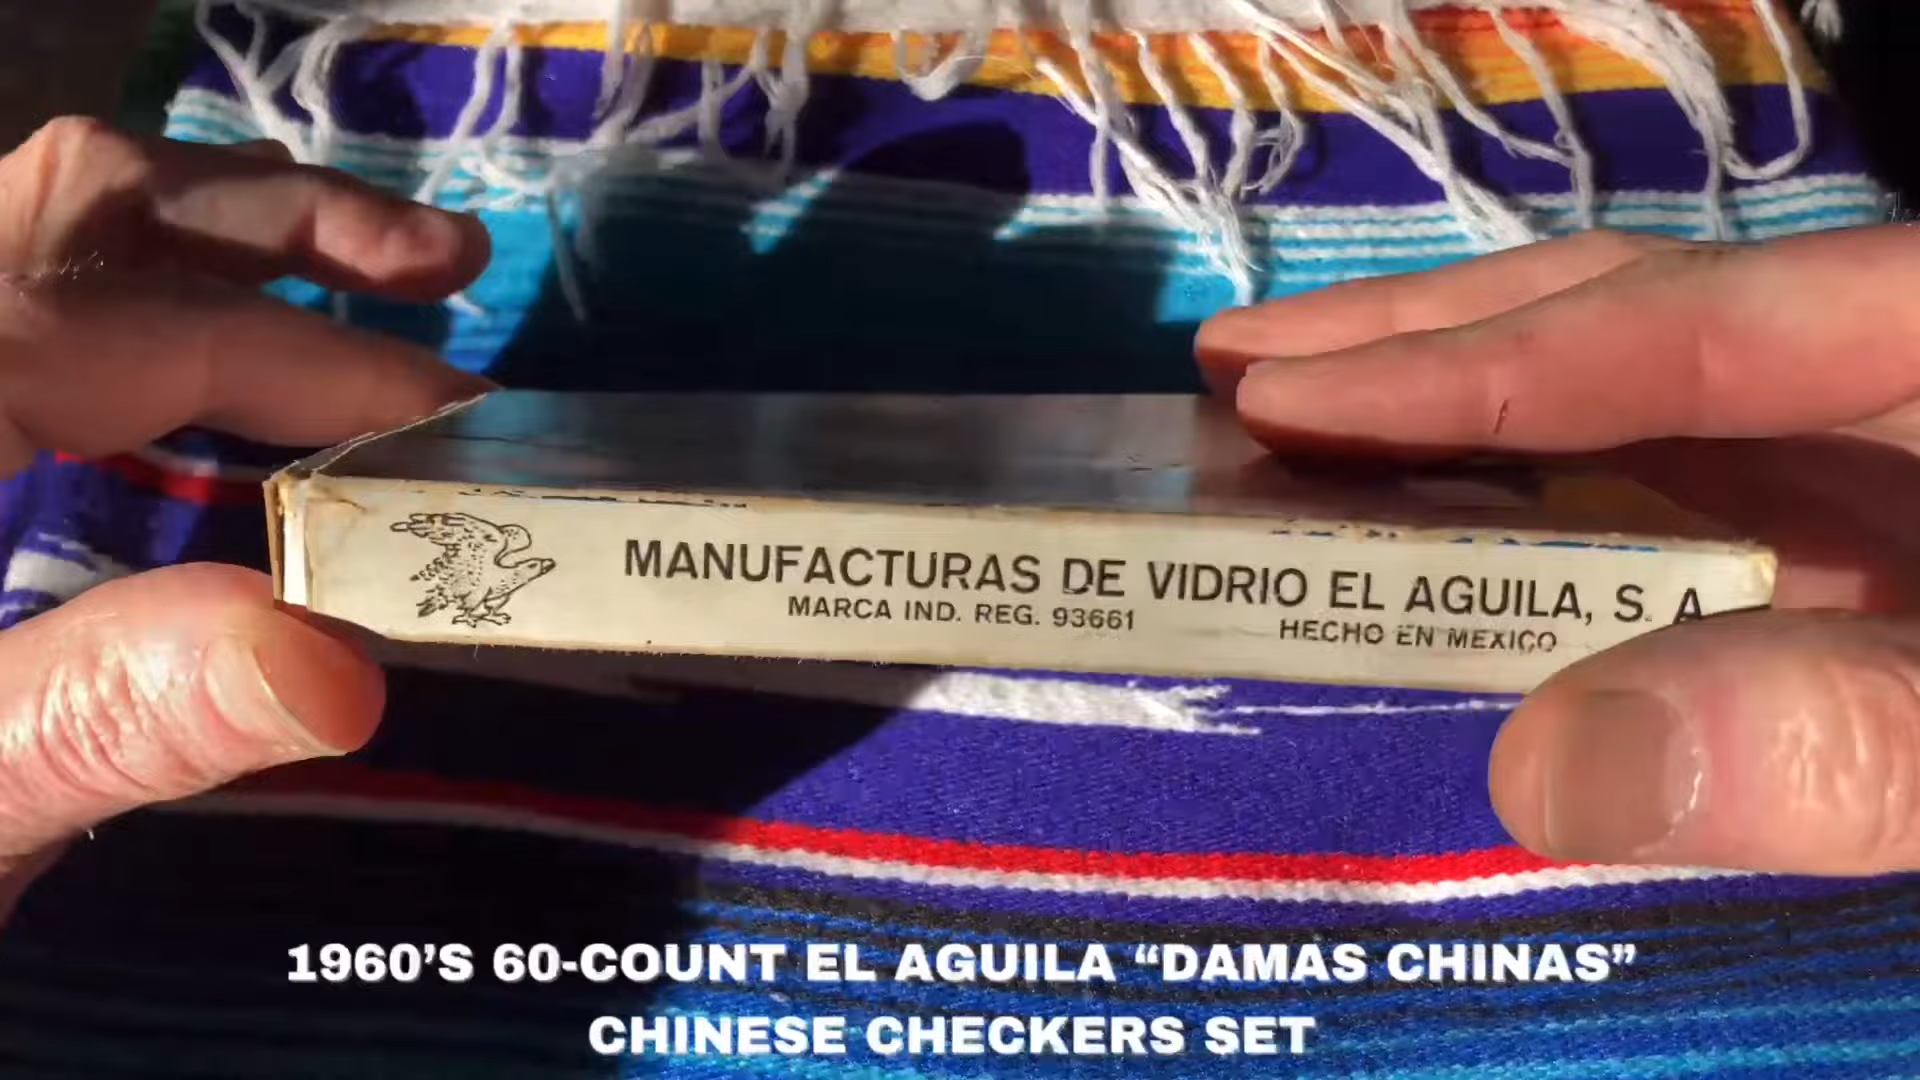 MANUFACTURAS DE VIDRIO EL AGUILA, S. A
MARCA IND. REG. 93661 HECHO EN MEXICO
1960’S 60-COUNT EL AGUILA “DAMAS CHINAS”
CHINESE CHECKERS SET